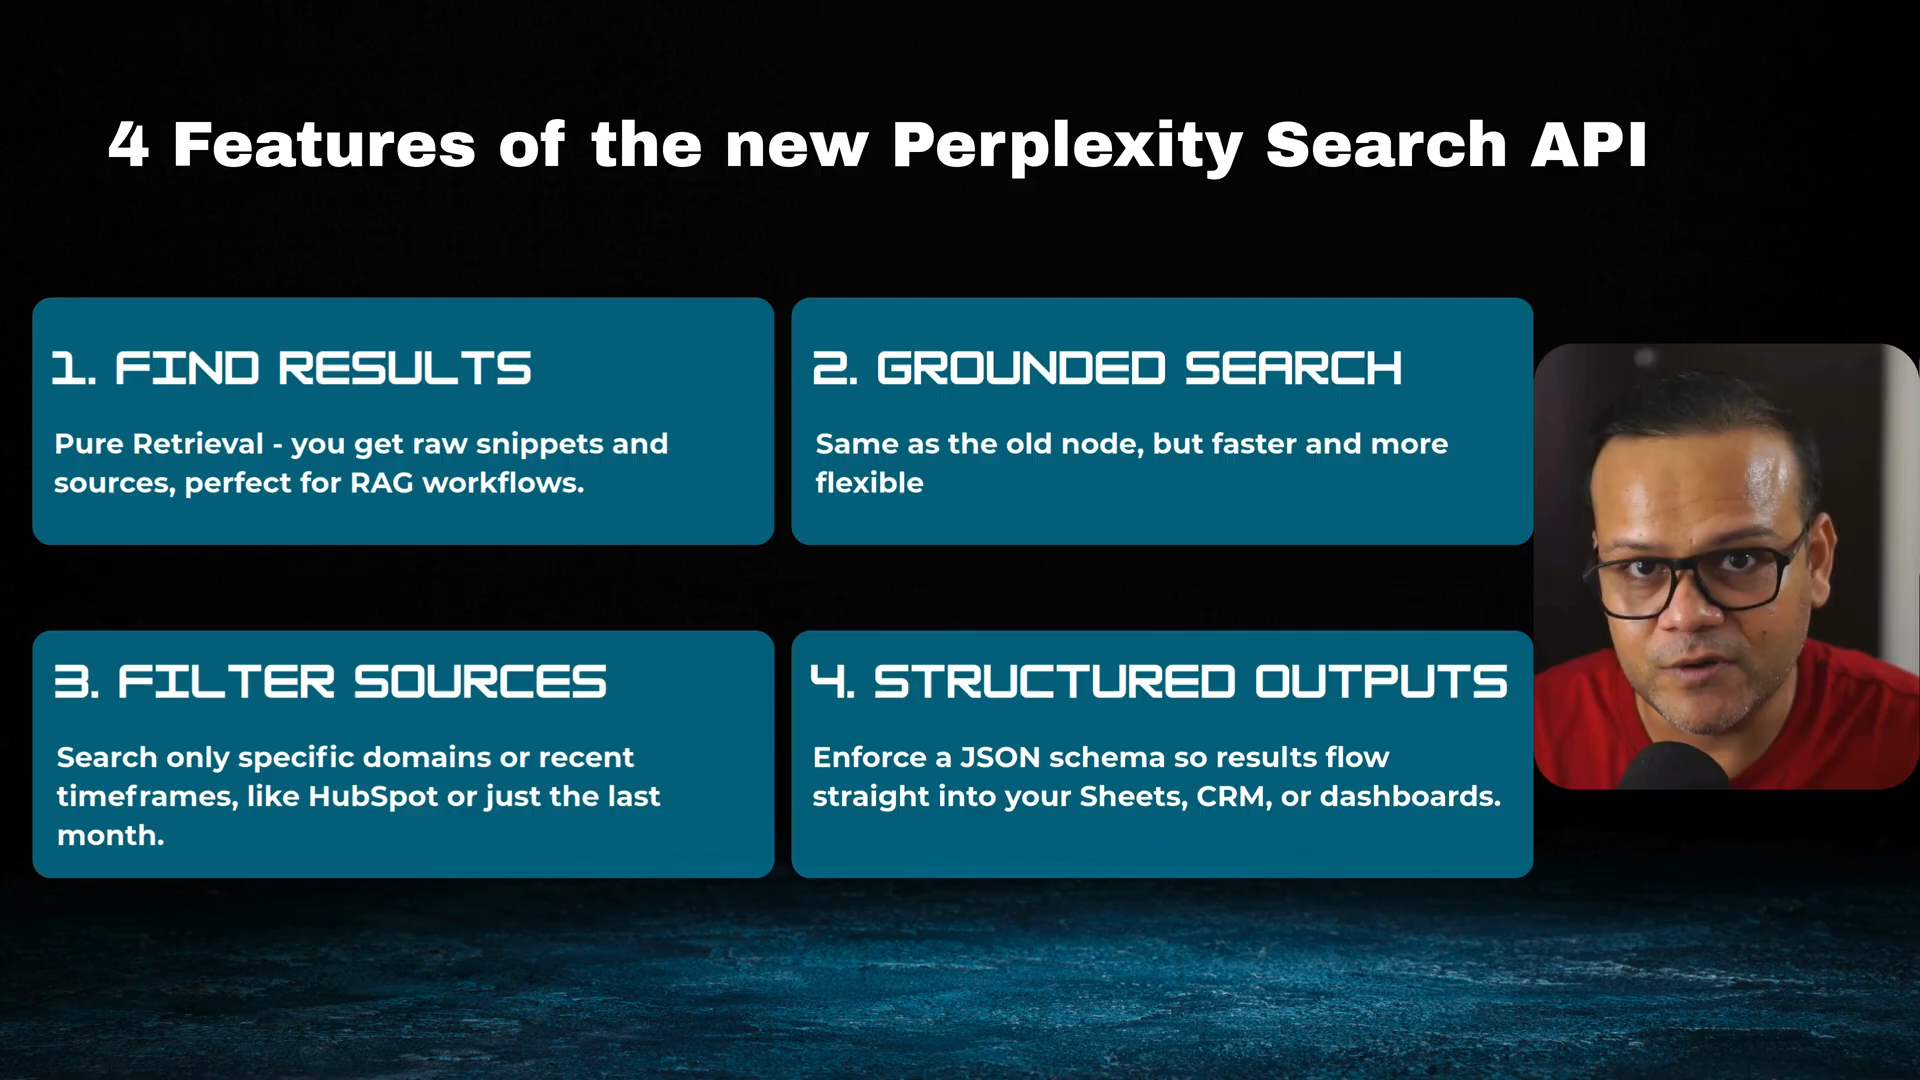 4 Features of the new Perplexity Search API
1. FIND RESULTS
Pure Retrieval - you get raw snippets and
sources, perfect for RAG workflows.
2. GROUNDED SEARCH
Same as the old node, but faster and more
flexible
3. FILTER SOURCES
Search only specific domains or recent
timeframes, like HubSpot or just the last
month.
4. STRUCTURED OUTPUTS
Enforce a JSON schema so results flow
straight into your Sheets, CRM, or dashboards.